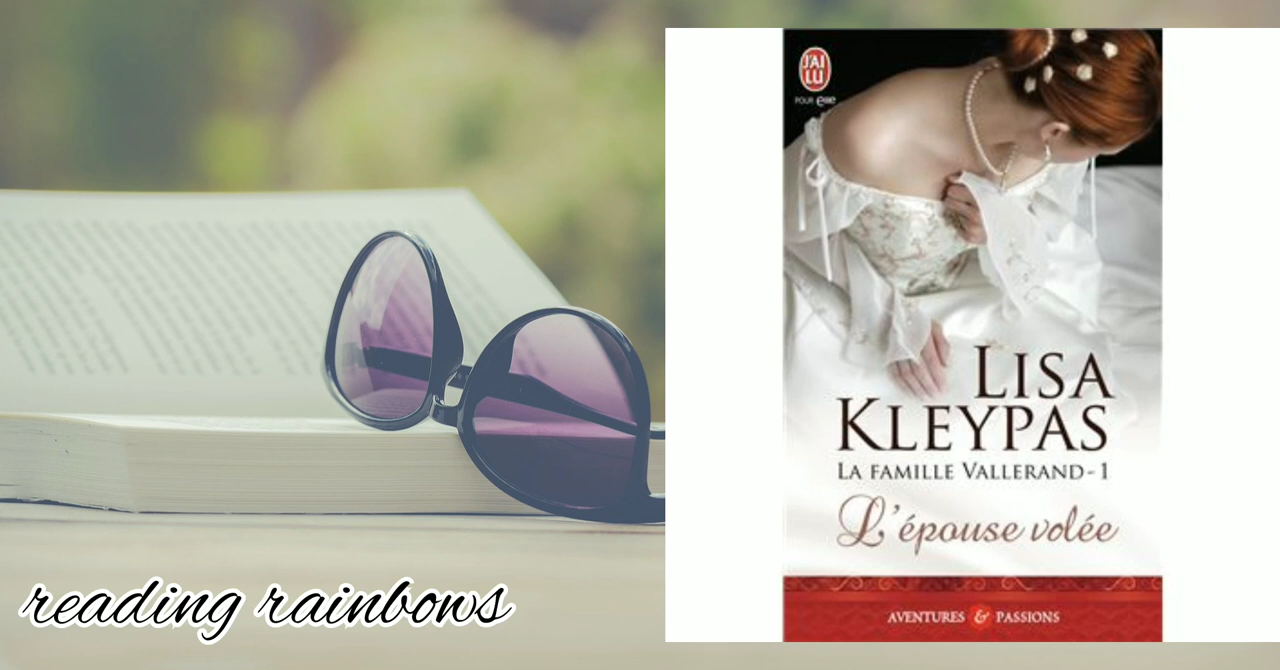 reading rainbows
J'AI
LU
POUR elle
LISA
KLEYPAS
LA FAMILLE VALLERAND - 1
L'épouse volée
AVENTURES & PASSIONS